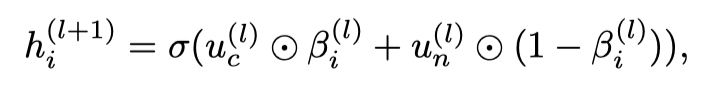 h_i^{(l+1)} = σ(u_c^{(l)} ⊙ β_i^{(l)} + u_n^{(l)} ⊙ (1 − β_i^{(l)})),